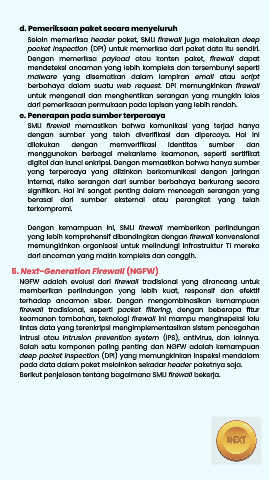 d. Pemeriksaan paket secara menyeluruh
Selain memeriksa header paket, SMLI firewall juga melakukan deep
packet inspection (DPI) untuk memeriksa dari paket data itu sendiri.
Dengan memeriksa payload atau konten paket, firewall dapat
mendeteksi ancaman yang lebih kompleks dan tersembunyi seperti
malware yang disematkan dalam lampiran email atau script
berbahaya dalam suatu web request. DPI memungkinkan firewall
untuk mengenali dan menghentikan serangan yang mungkin lolos
dari pemeriksaan permukaan pada lapisan yang lebih rendah.
e. Penerapan pada sumber terpercaya
SMLI firewall memastikan bahwa komunikasi yang terjadi hanya
dengan sumber yang telah diverifikasi dan dipercaya. Hal ini
dilakukan dengan memverifikasi identitas sumber dan
menggunakan berbagai mekanisme keamanan, seperti sertifikat
digital dan kunci enkripsi. Dengan memastikan bahwa hanya sumber
yang terpercaya yang diizinkan berkomunikasi dengan jaringan
internal, risiko serangan dari sumber berbahaya berkurang secara
signifikan. Hal ini sangat penting dalam mencegah serangan yang
berasal dari sumber eksternal atau perangkat yang telah
terkompromi.
Dengan kemampuan ini, SMLI firewall memberikan perlindungan
yang lebih komprehensif dibandingkan dengan firewall konvensional
memungkinkan organisasi untuk melindungi infrastruktur TI mereka
dari ancaman yang makin kompleks dan canggih.
5. Next-Generation Firewall (NGFW)
NGFW adalah evolusi dari firewall tradisional yang dirancang untuk
memberikan perlindungan yang lebih kuat, responsif dan efektif
terhadap ancaman siber. Dengan mengombinasikan kemampuan
firewall tradisional, seperti packet filtering, dengan beberapa fitur
keamanan tambahan, teknologi firewall ini mampu menginspeksi lalu
lintas data yang terenkripsi mengimplementasikan sistem pencegahan
intrusi atau intrusion prevention system (IPS), antivirus, dan lainnya.
Salah satu komponen paling penting dan NGFW adalah kemampuan
deep packet inspection (DPI) yang memungkinkan inspeksi mendalam
pada data dalam paket melainkan sekadar header paketnya saja.
Berikut penjelasan tentang bagaimana SMLI firewall bekerja.
NEXT